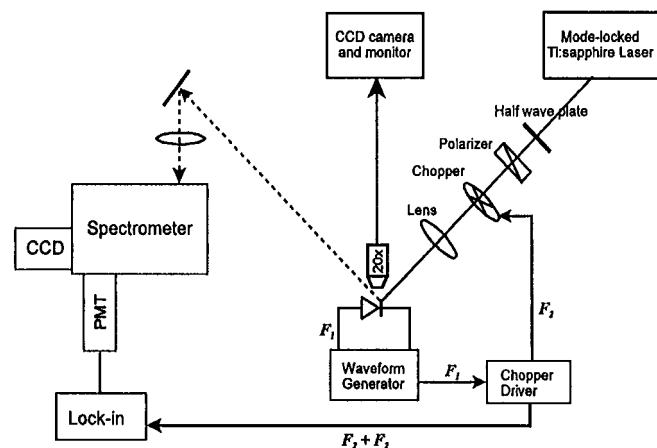 CCD camera
and monitor
Mode-locked
TI:sapphire Laser
Half wave plate
Polarizer
Chopper
Lens
20x
Spectrometer
CCD
PMT
Lock-in
F1
Waveform
Generator
F1
Chopper
Driver
F2
F2 + F2